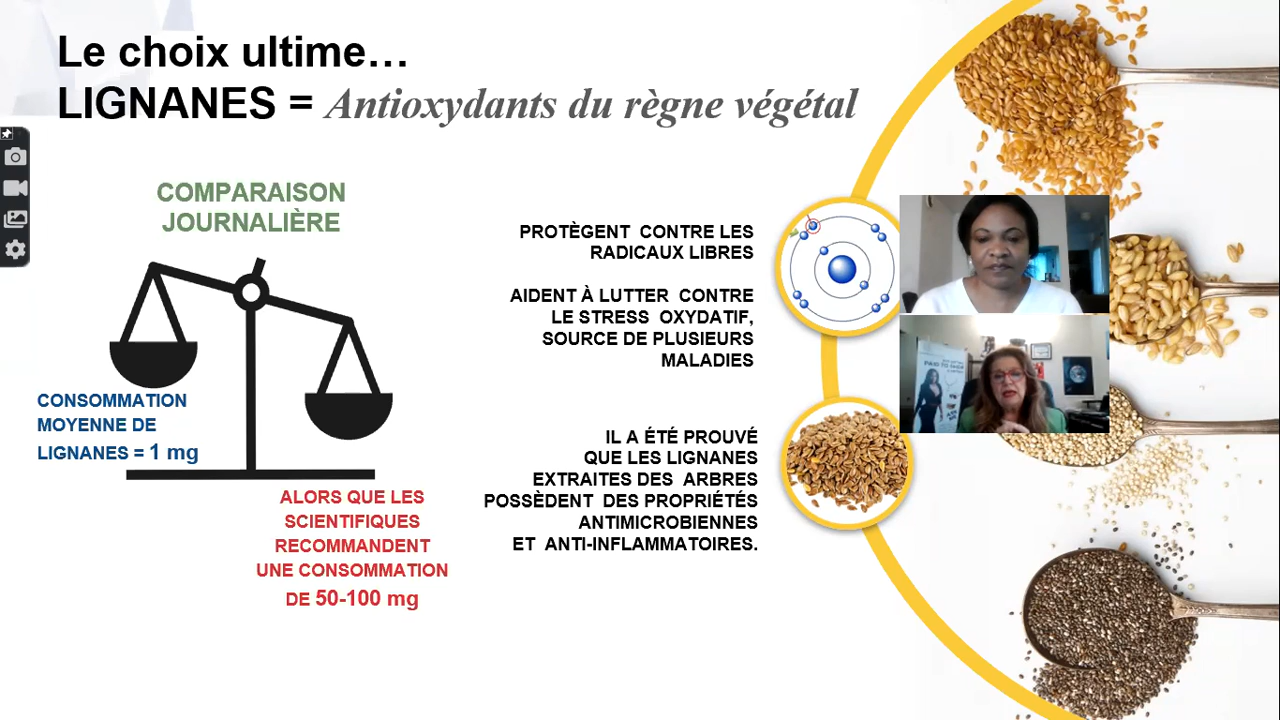 Le choix ultime…
LIGNANES = Antioxydants du règne végétal
COMPARAISON
JOURNALIÈRE
CONSOMMATION
MOYENNE DE
LIGNANES = 1 mg
ALORS QUE LES
SCIENTIFIQUES
RECOMMANDENT
UNE CONSOMMATION
DE 50-100 mg
PROTÈGENT CONTRE LES
RADICAUX LIBRES
AIDENT À LUTTER CONTRE
LE STRESS OXYDATIF,
SOURCE DE PLUSIEURS
MALADIES
IL A ÉTÉ PROUVÉ
QUE LES LIGNANES
EXTRAITES DES ARBRES
POSSÈDENT DES PROPRIÉTÉS
ANTIMICROBIENNES
ET ANTI-INFLAMMATOIRES.